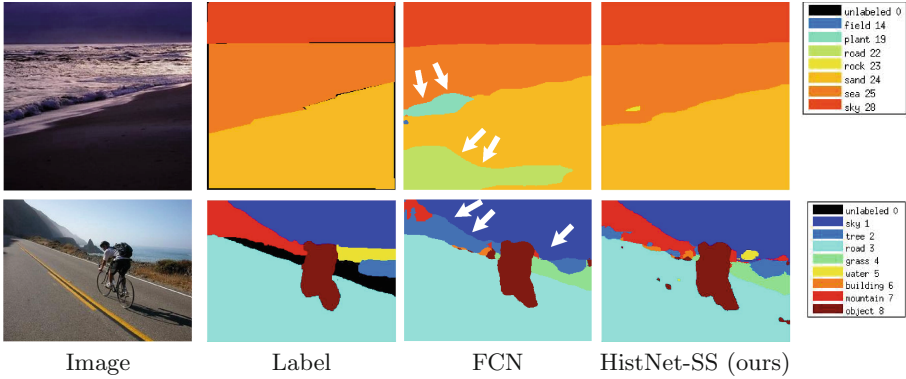 unlabeled 0
field 14
plant 19
road 22
rock 23
sand 24
sea 25
sky 28
unlabeled 0
sky 1
tree 2
road 3
grass 4
water 5
building 6
mountain 7
object 8
Image Label FCN HistNet-SS (ours)